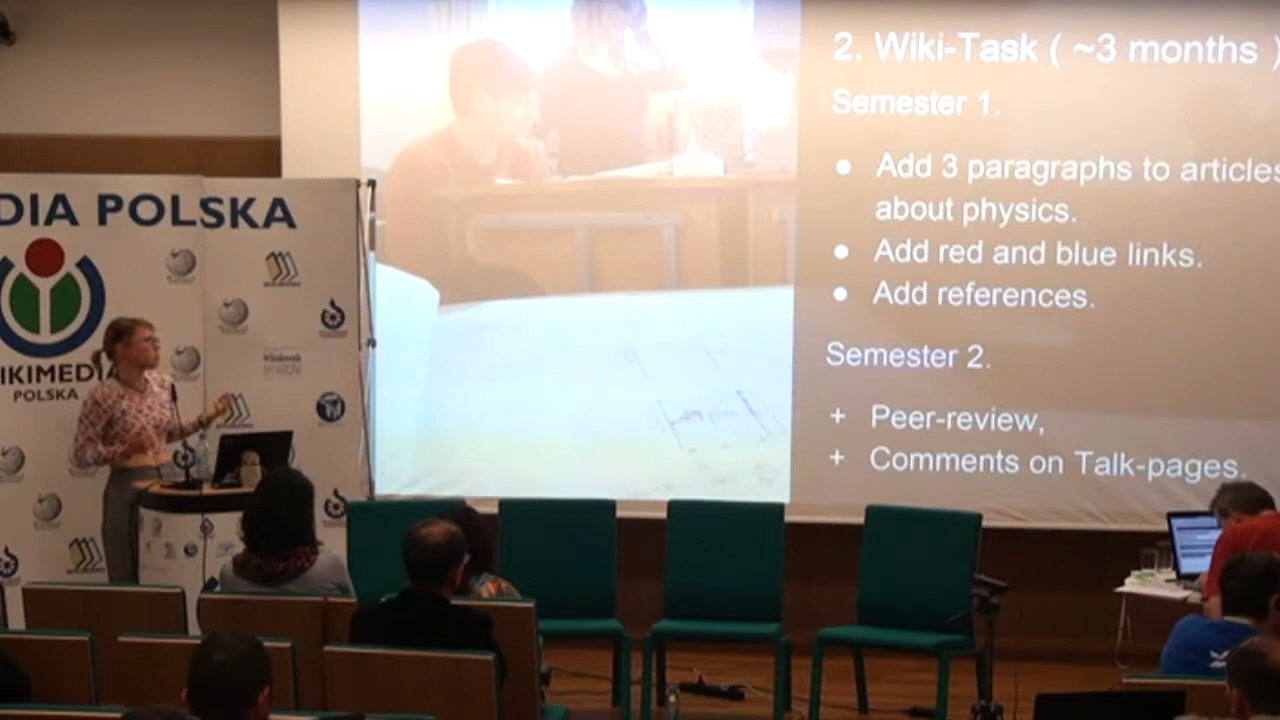 DIA POLSKA
IKIMEDIA
POLSKA
2. Wiki-Task ( ~3 months )
Semester 1.
● Add 3 paragraphs to articles
about physics.
● Add red and blue links.
● Add references.
Semester 2.
+ Peer-review,
+ Comments on Talk-pages.